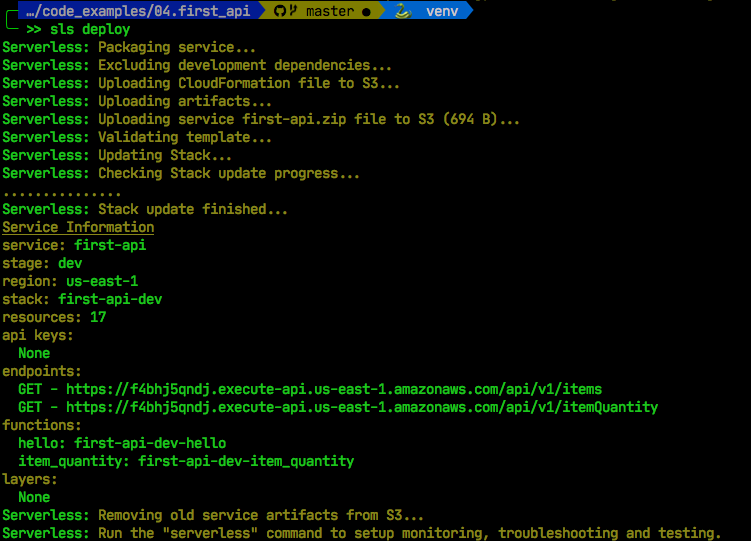 …/code_examples/04.first_api master ● venv
>> sls deploy
Serverless: Packaging service...
Serverless: Excluding development dependencies...
Serverless: Uploading CloudFormation file to S3...
Serverless: Uploading artifacts...
Serverless: Uploading service first-api.zip file to S3 (694 B)...
Serverless: Validating template...
Serverless: Updating Stack...
Serverless: Checking Stack update progress...
...............
Serverless: Stack update finished...
Service Information
service: first-api
stage: dev
region: us-east-1
stack: first-api-dev
resources: 17
api keys:
  None
endpoints:
  GET - https://f4bhj5qndj.execute-api.us-east-1.amazonaws.com/api/v1/items
  GET - https://f4bhj5qndj.execute-api.us-east-1.amazonaws.com/api/v1/itemQuantity
functions:
  hello: first-api-dev-hello
  item_quantity: first-api-dev-item_quantity
layers:
  None
Serverless: Removing old service artifacts from S3...
Serverless: Run the "serverless" command to setup monitoring, troubleshooting and testing.